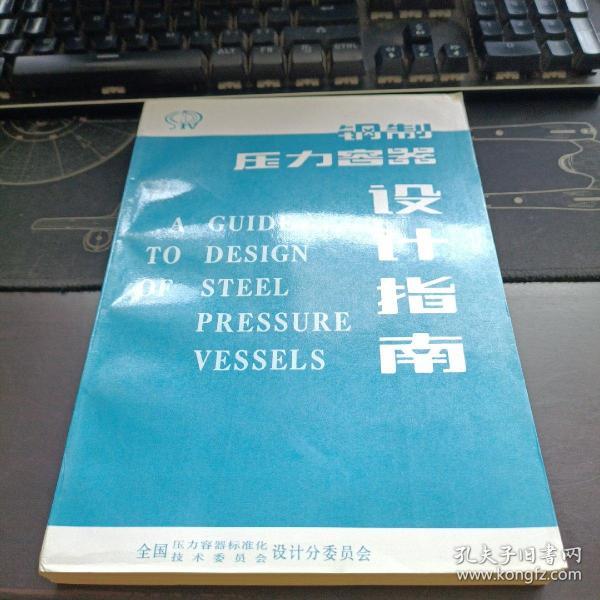 钢制
压力容器
设计指南
A GUIDE
TO DESIGN
OF STEEL
PRESSURE
VESSELS
全国压力容器标准化技术委员会设计分委员会
孔夫子旧书网
www.kongfz.com